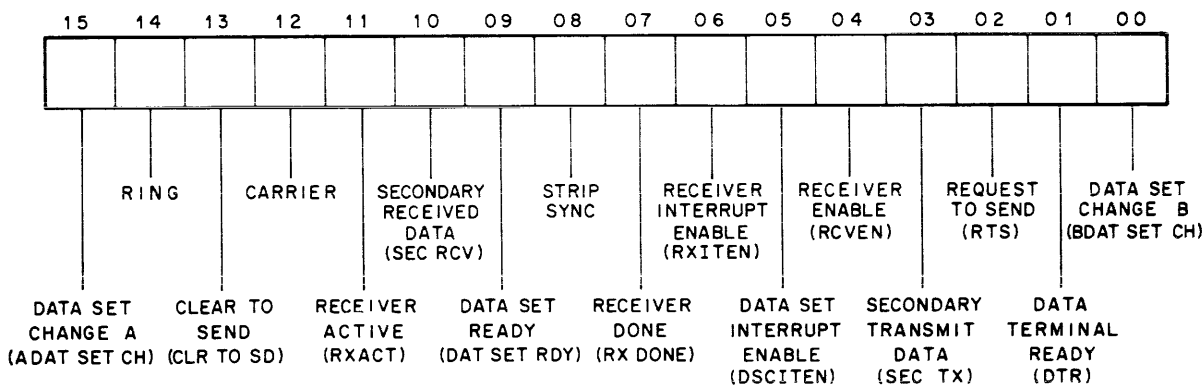 15 14 13 12 11 10 09 08 07 06 05 04 03 02 01 00
RING
CARRIER
SECONDARY
RECEIVED
DATA
(SEC RCV)
STRIP
SYNC
RECEIVER
INTERRUPT
ENABLE
(RXITEN)
RECEIVER
ENABLE
(RCVEN)
REQUEST
TO SEND
(RTS)
DATA SET
CHANGE B
(BDAT SET CH)
DATA SET
CHANGE A
(ADAT SET CH)
CLEAR TO
SEND
(CLR TO SD)
RECEIVER
ACTIVE
(RXACT)
DATA SET
READY
(DAT SET RDY)
RECEIVER
DONE
(RX DONE)
DATA SET
INTERRUPT
ENABLE
(DSCITEN)
SECONDARY
TRANSMIT
DATA
(SEC TX)
DATA
TERMINAL
READY
(DTR)